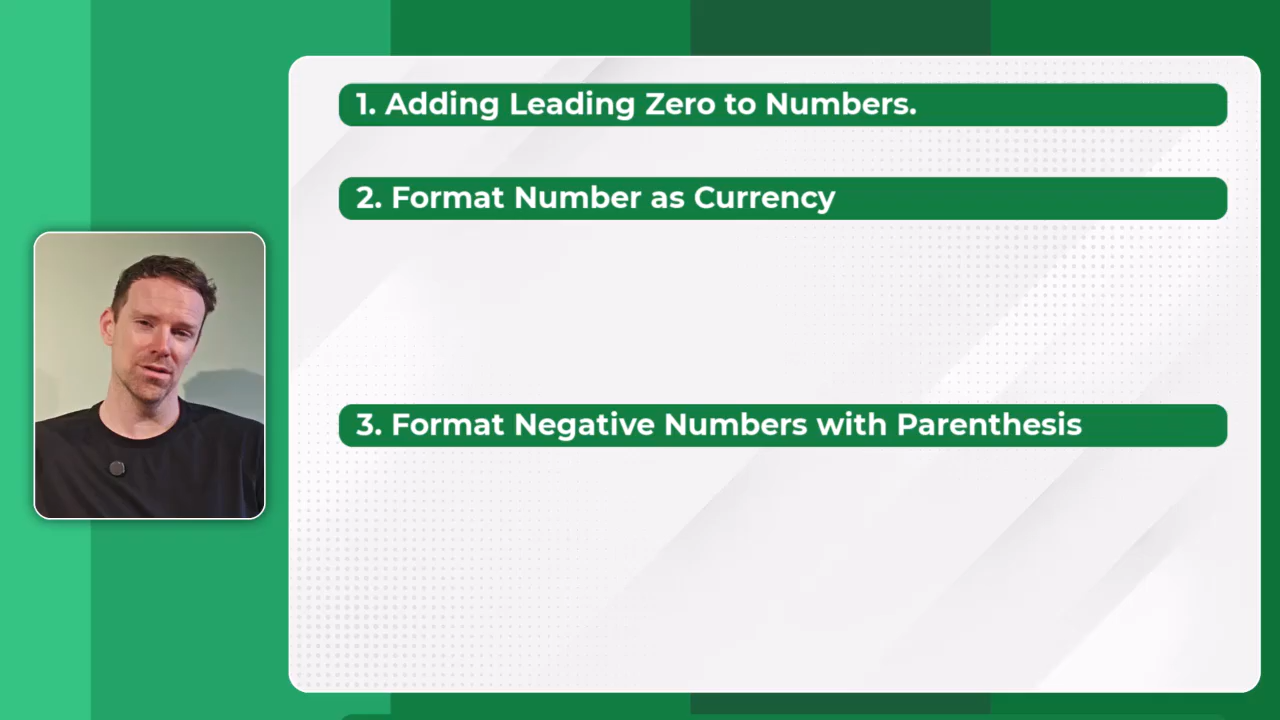 1. Adding Leading Zero to Numbers.
2. Format Number as Currency
3. Format Negative Numbers with Parenthesis